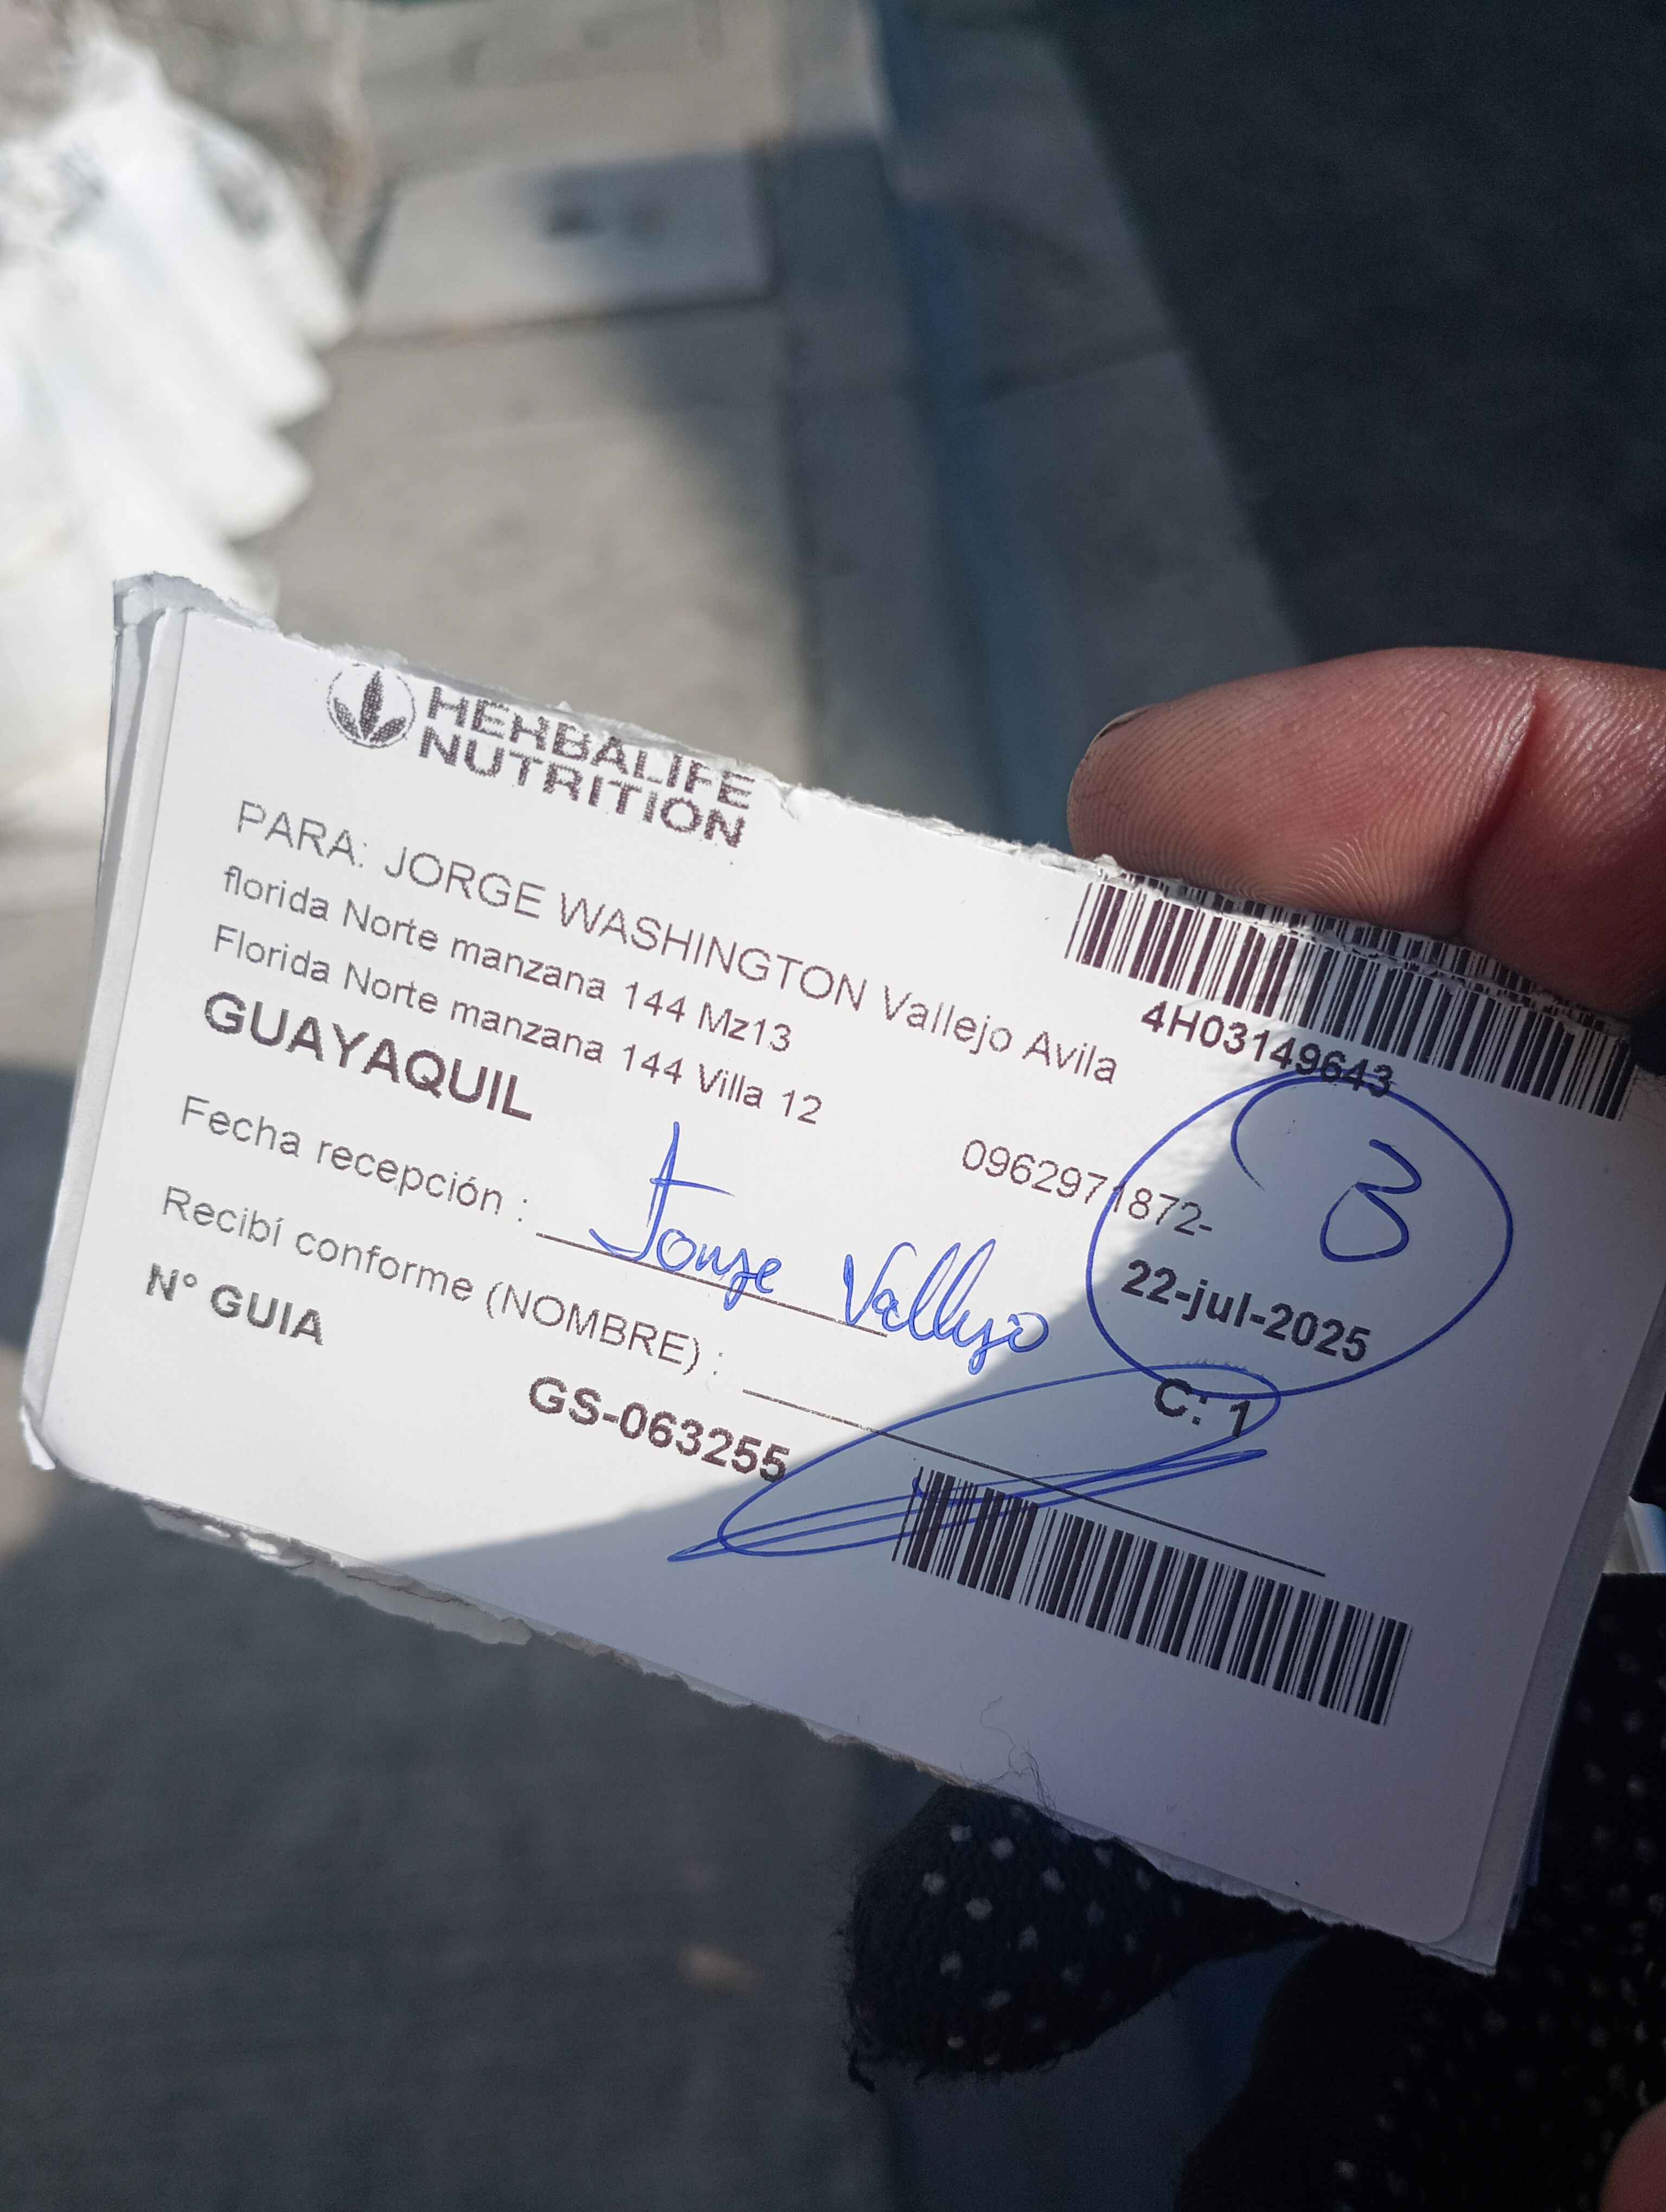 HERBALIFE
NUTRITION
PARA: JORGE WASHINGTON Vallejo Avila
florida Norte manzana 144 Mz13
Florida Norte manzana 144 Villa 12
GUAYAQUIL
4H03149643
0962971872-
3
22-jul-2025
C: 1
Fecha recepción :
Jorge Vallejo
Recibí conforme (NOMBRE) :
N° GUIA
GS-063255